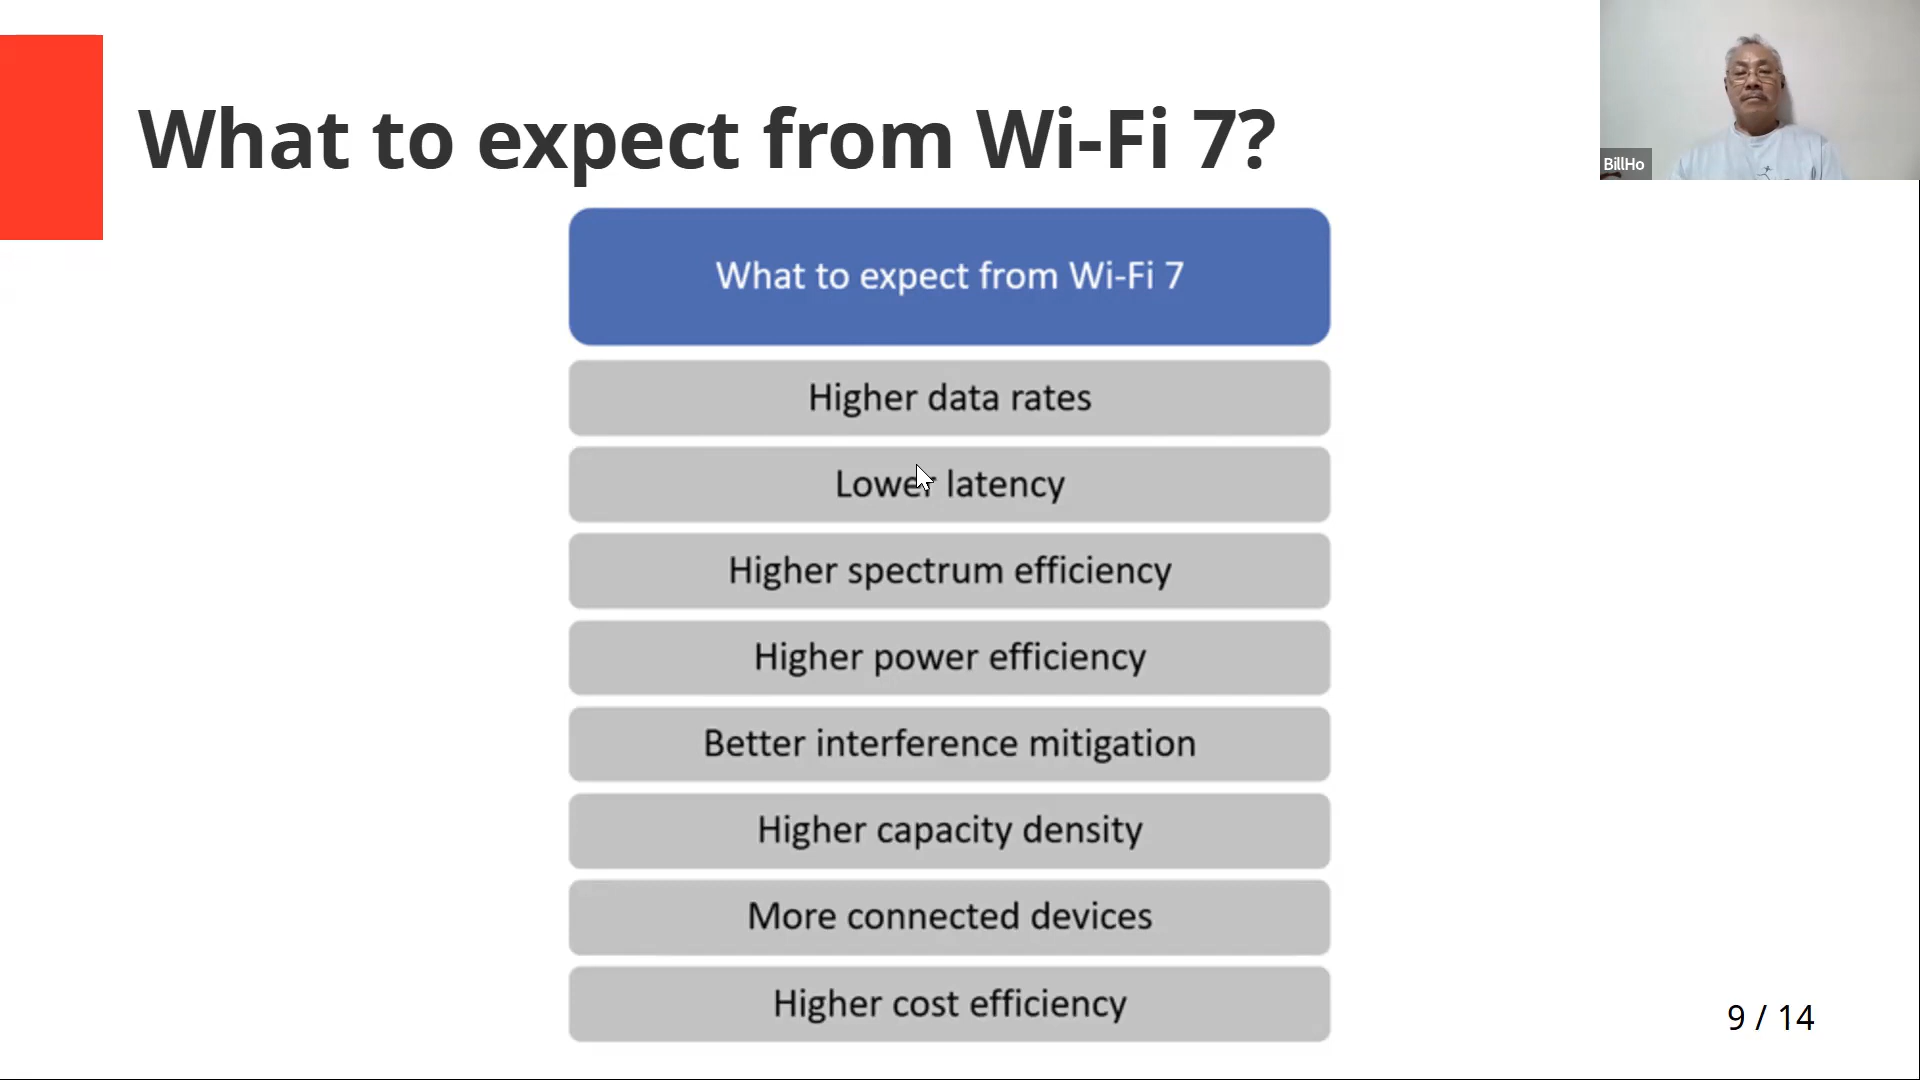 What to expect from Wi-Fi 7?
BillHo
What to expect from Wi-Fi 7
Higher data rates
Lower latency
Higher spectrum efficiency
Higher power efficiency
Better interference mitigation
Higher capacity density
More connected devices
Higher cost efficiency
9 / 14